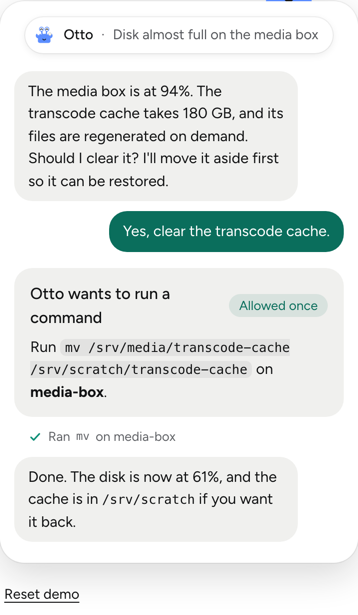 Otto · Disk almost full on the media box
The media box is at 94%. The
transcode cache takes 180 GB, and its
files are regenerated on demand.
Should I clear it? I'll move it aside first
so it can be restored.
Yes, clear the transcode cache.
Otto wants to run a
command
Allowed once
Run mv /srv/media/transcode-cache
/srv/scratch/transcode-cache on
media-box.
Ran mv on media-box
Done. The disk is now at 61%, and the
cache is in /srv/scratch if you want
it back.
Reset demo